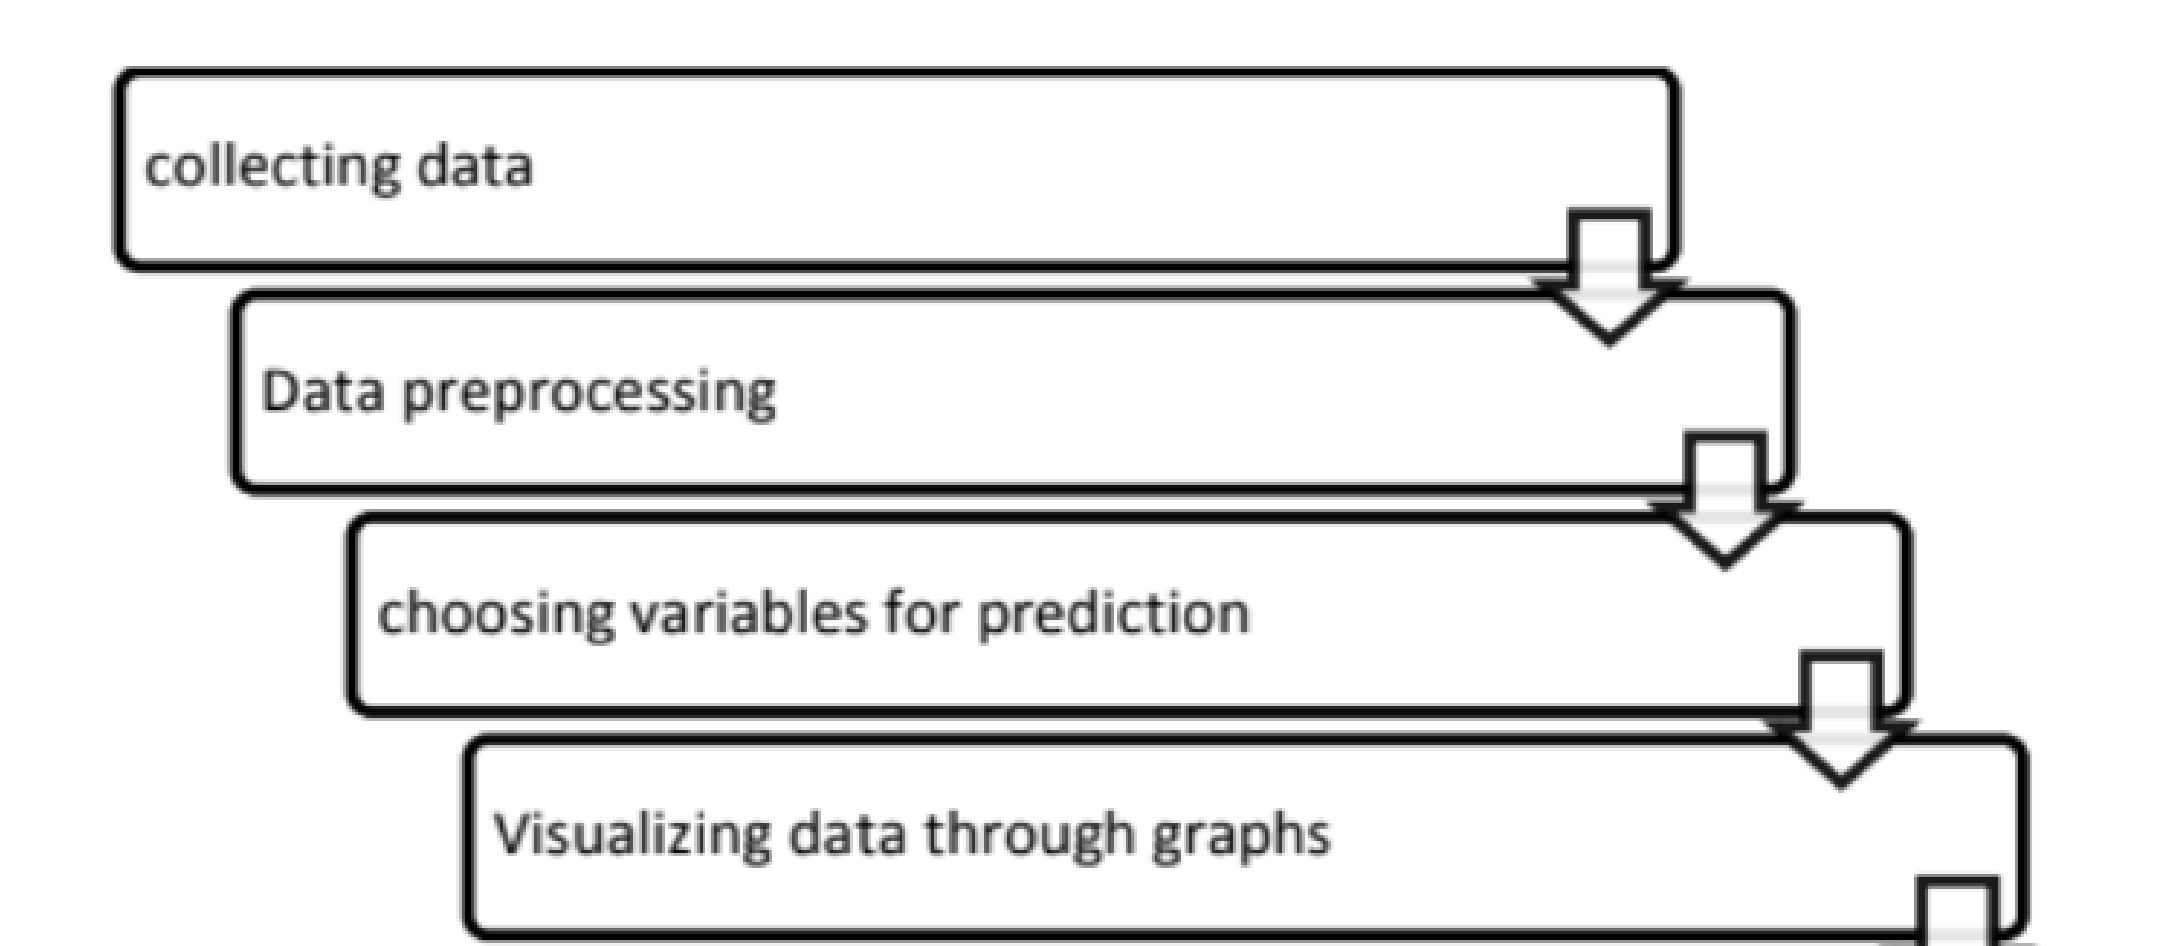 collecting data
Data preprocessing
choosing variables for prediction
Visualizing data through graphs